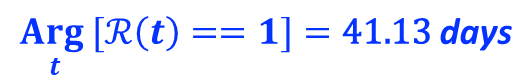 Arg [ℛ(t) == 1] = 41.13 days
t